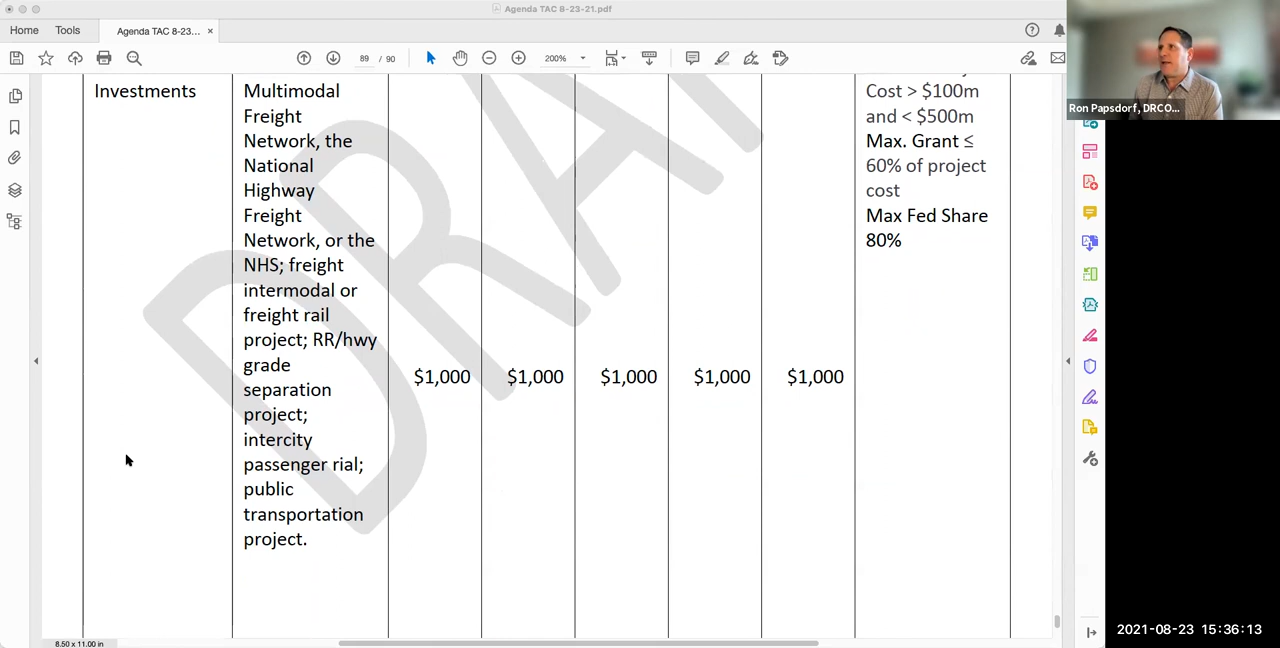 Agenda TAC 8-23-21.pdf
Home Tools Agenda TAC 8-23... ×
89 / 90 200%
Ron Papsdorf, DRCO...
Investments
Multimodal
Freight
Network, the
National
Highway
Freight
Network, or the
NHS; freight
intermodal or
freight rail
project; RR/hwy
grade
separation
project;
intercity
passenger rial;
public
transportation
project.
$1,000 $1,000 $1,000 $1,000 $1,000
Cost > $100m
and < $500m
Max. Grant ≤
60% of project
cost
Max Fed Share
80%
DRA
8.50 x 11.00 in
2021-08-23 15:36:13